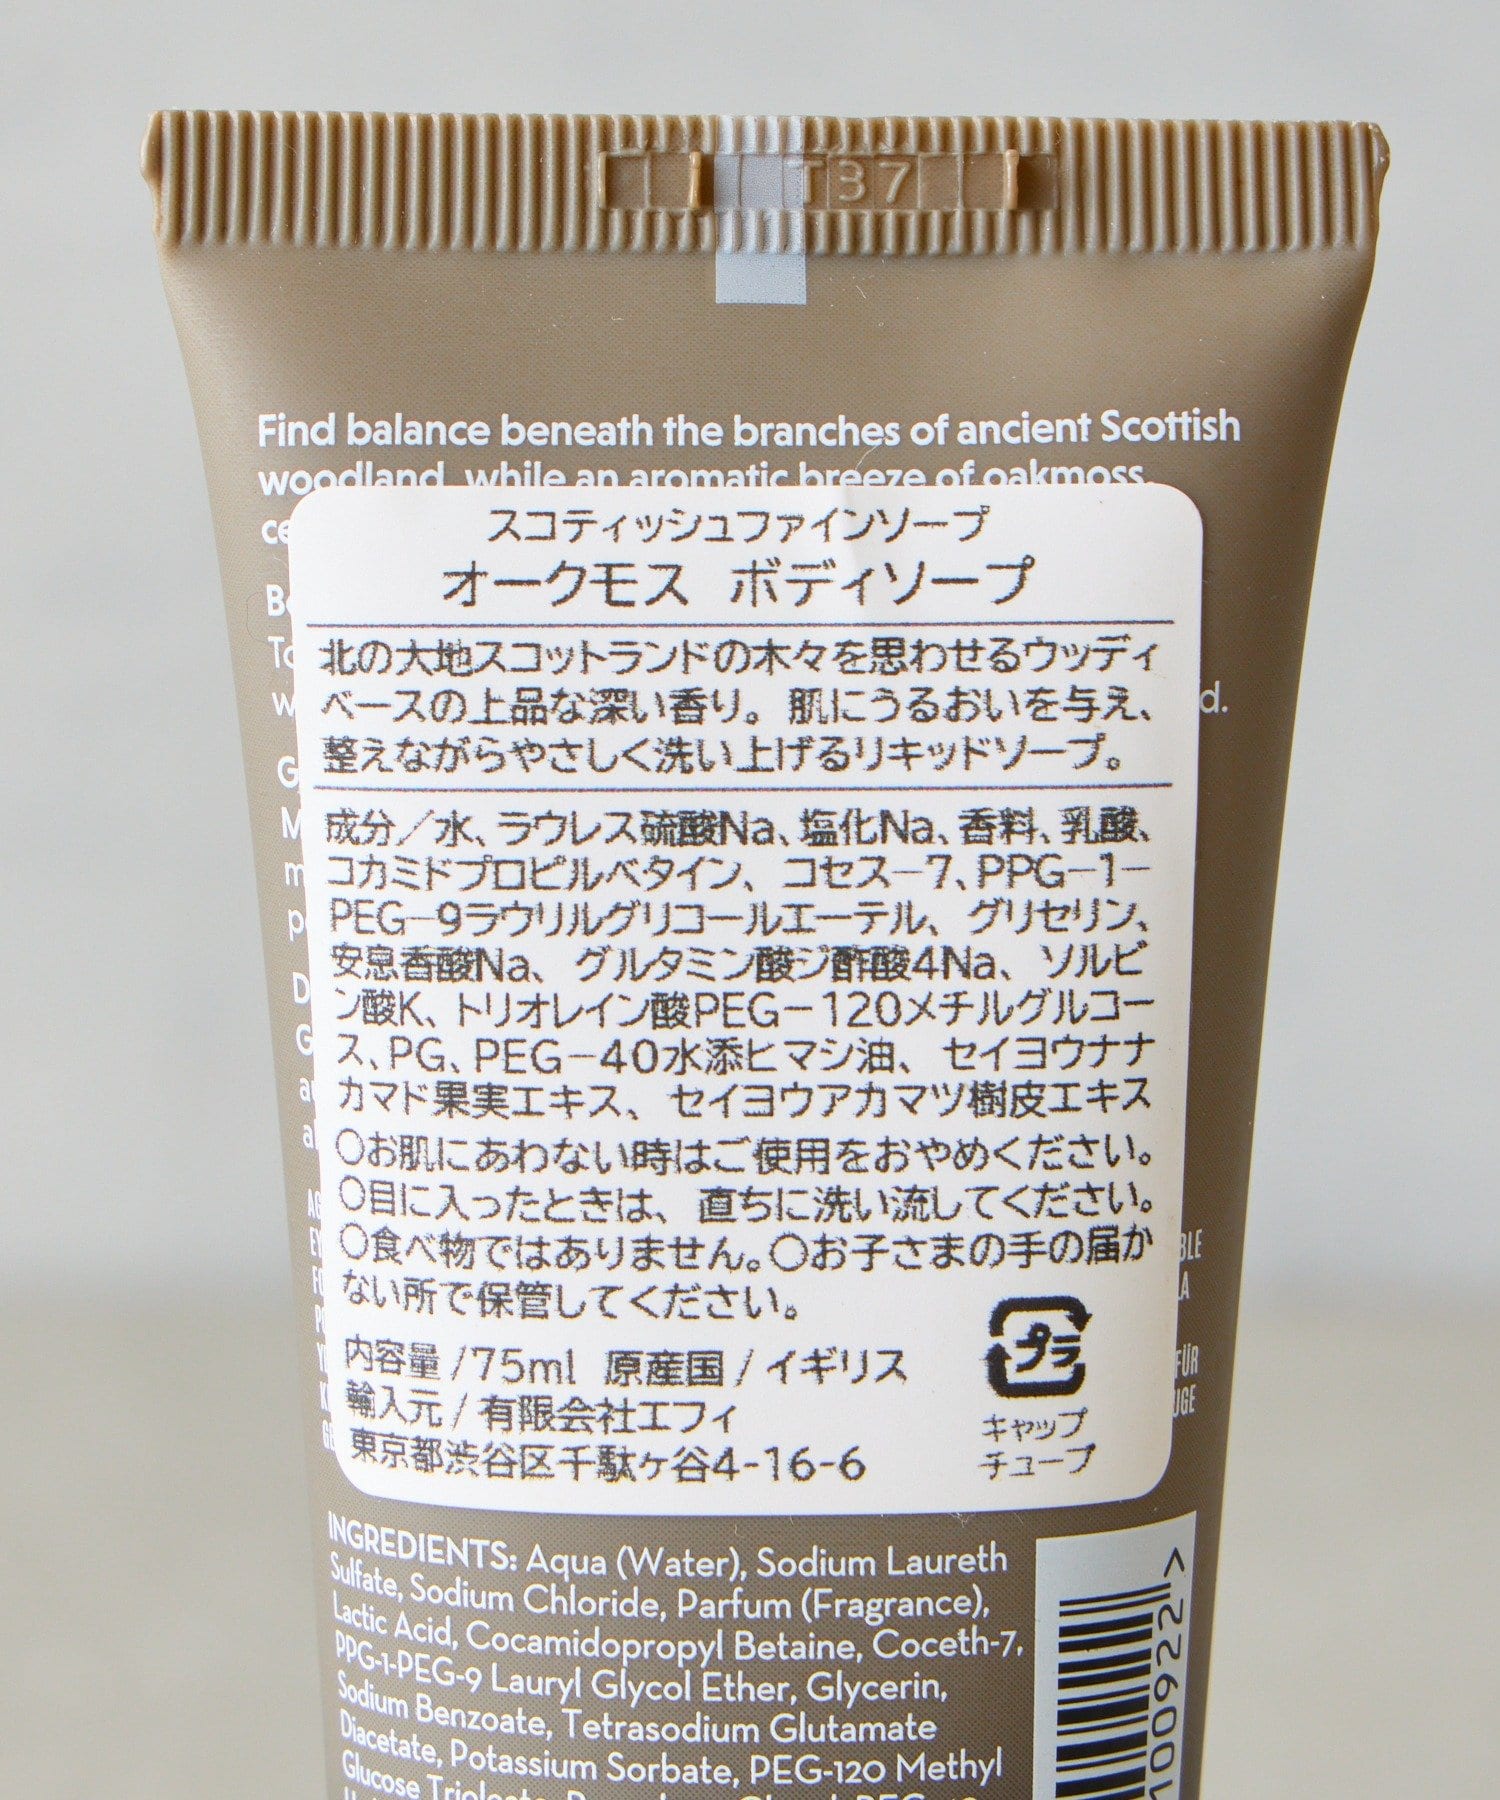 T37
Find balance beneath the branches of ancient Scottish
woodland, while an aromatic breeze of oakmoss,
スコティッシュファインソープ
オークモス ボディソープ
北の大地スコットランドの木々を思わせるウッディ
ベースの上品な深い香り。肌にうるおいを与え、
整えながらやさしく洗い上げるリキッドソープ。
成分／水、ラウレス硫酸Na、塩化Na、香料、乳酸、
コカミドプロピルベタイン、コセス－7、PPG－1－
PEG－9ラウリルグリコールエーテル、グリセリン、
安息香酸Na、グルタミン酸ジ酢酸4Na、ソルビ
ン酸K、トリオレイン酸PEG－120メチルグルコー
ス、PG、PEG－40水添ヒマシ油、セイヨウナナ
カマド果実エキス、セイヨウアカマツ樹皮エキス
〇お肌にあわない時はご使用をおやめください。
〇目に入ったときは、直ちに洗い流してください。
〇食べ物ではありません。〇お子さまの手の届か
ない所で保管してください。
内容量/75ml 原産国/イギリス
輸入元/有限会社エフィ
東京都渋谷区千駄ヶ谷4-16-6
プラ
キャップ
チューブ
INGREDIENTS: Aqua (Water), Sodium Laureth
Sulfate, Sodium Chloride, Parfum (Fragrance),
Lactic Acid, Cocamidopropyl Betaine, Coceth-7,
PPG-1-PEG-9 Lauryl Glycol Ether, Glycerin,
Sodium Benzoate, Tetrasodium Glutamate
Diacetate, Potassium Sorbate, PEG-120 Methyl
Glucose Trioleate,
100922>